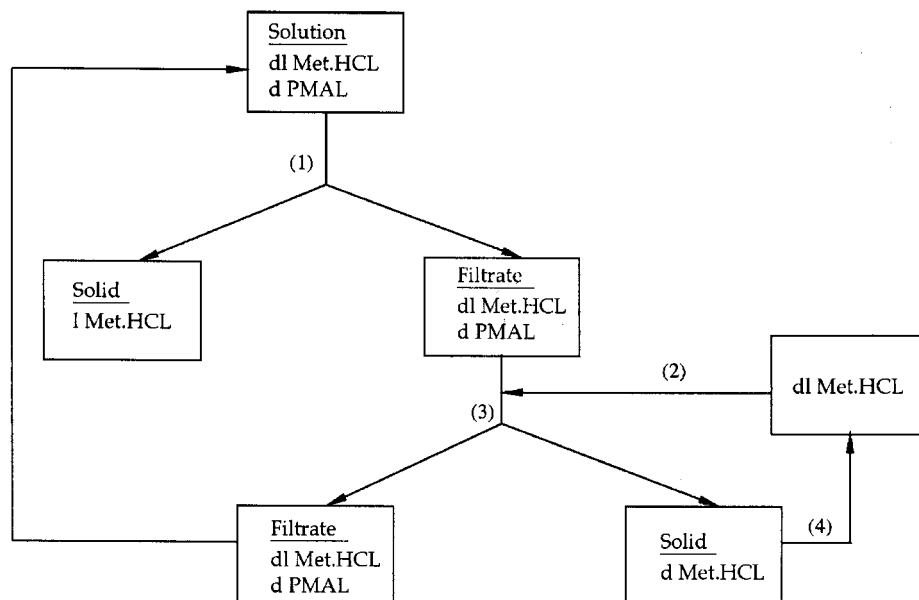 Solution
dl Met.HCL
d PMAL
(1)
Solid
l Met.HCL
Filtrate
dl Met.HCL
d PMAL
(2)
dl Met.HCL
(3)
Filtrate
dl Met.HCL
d PMAL
Solid
d Met.HCL
(4)